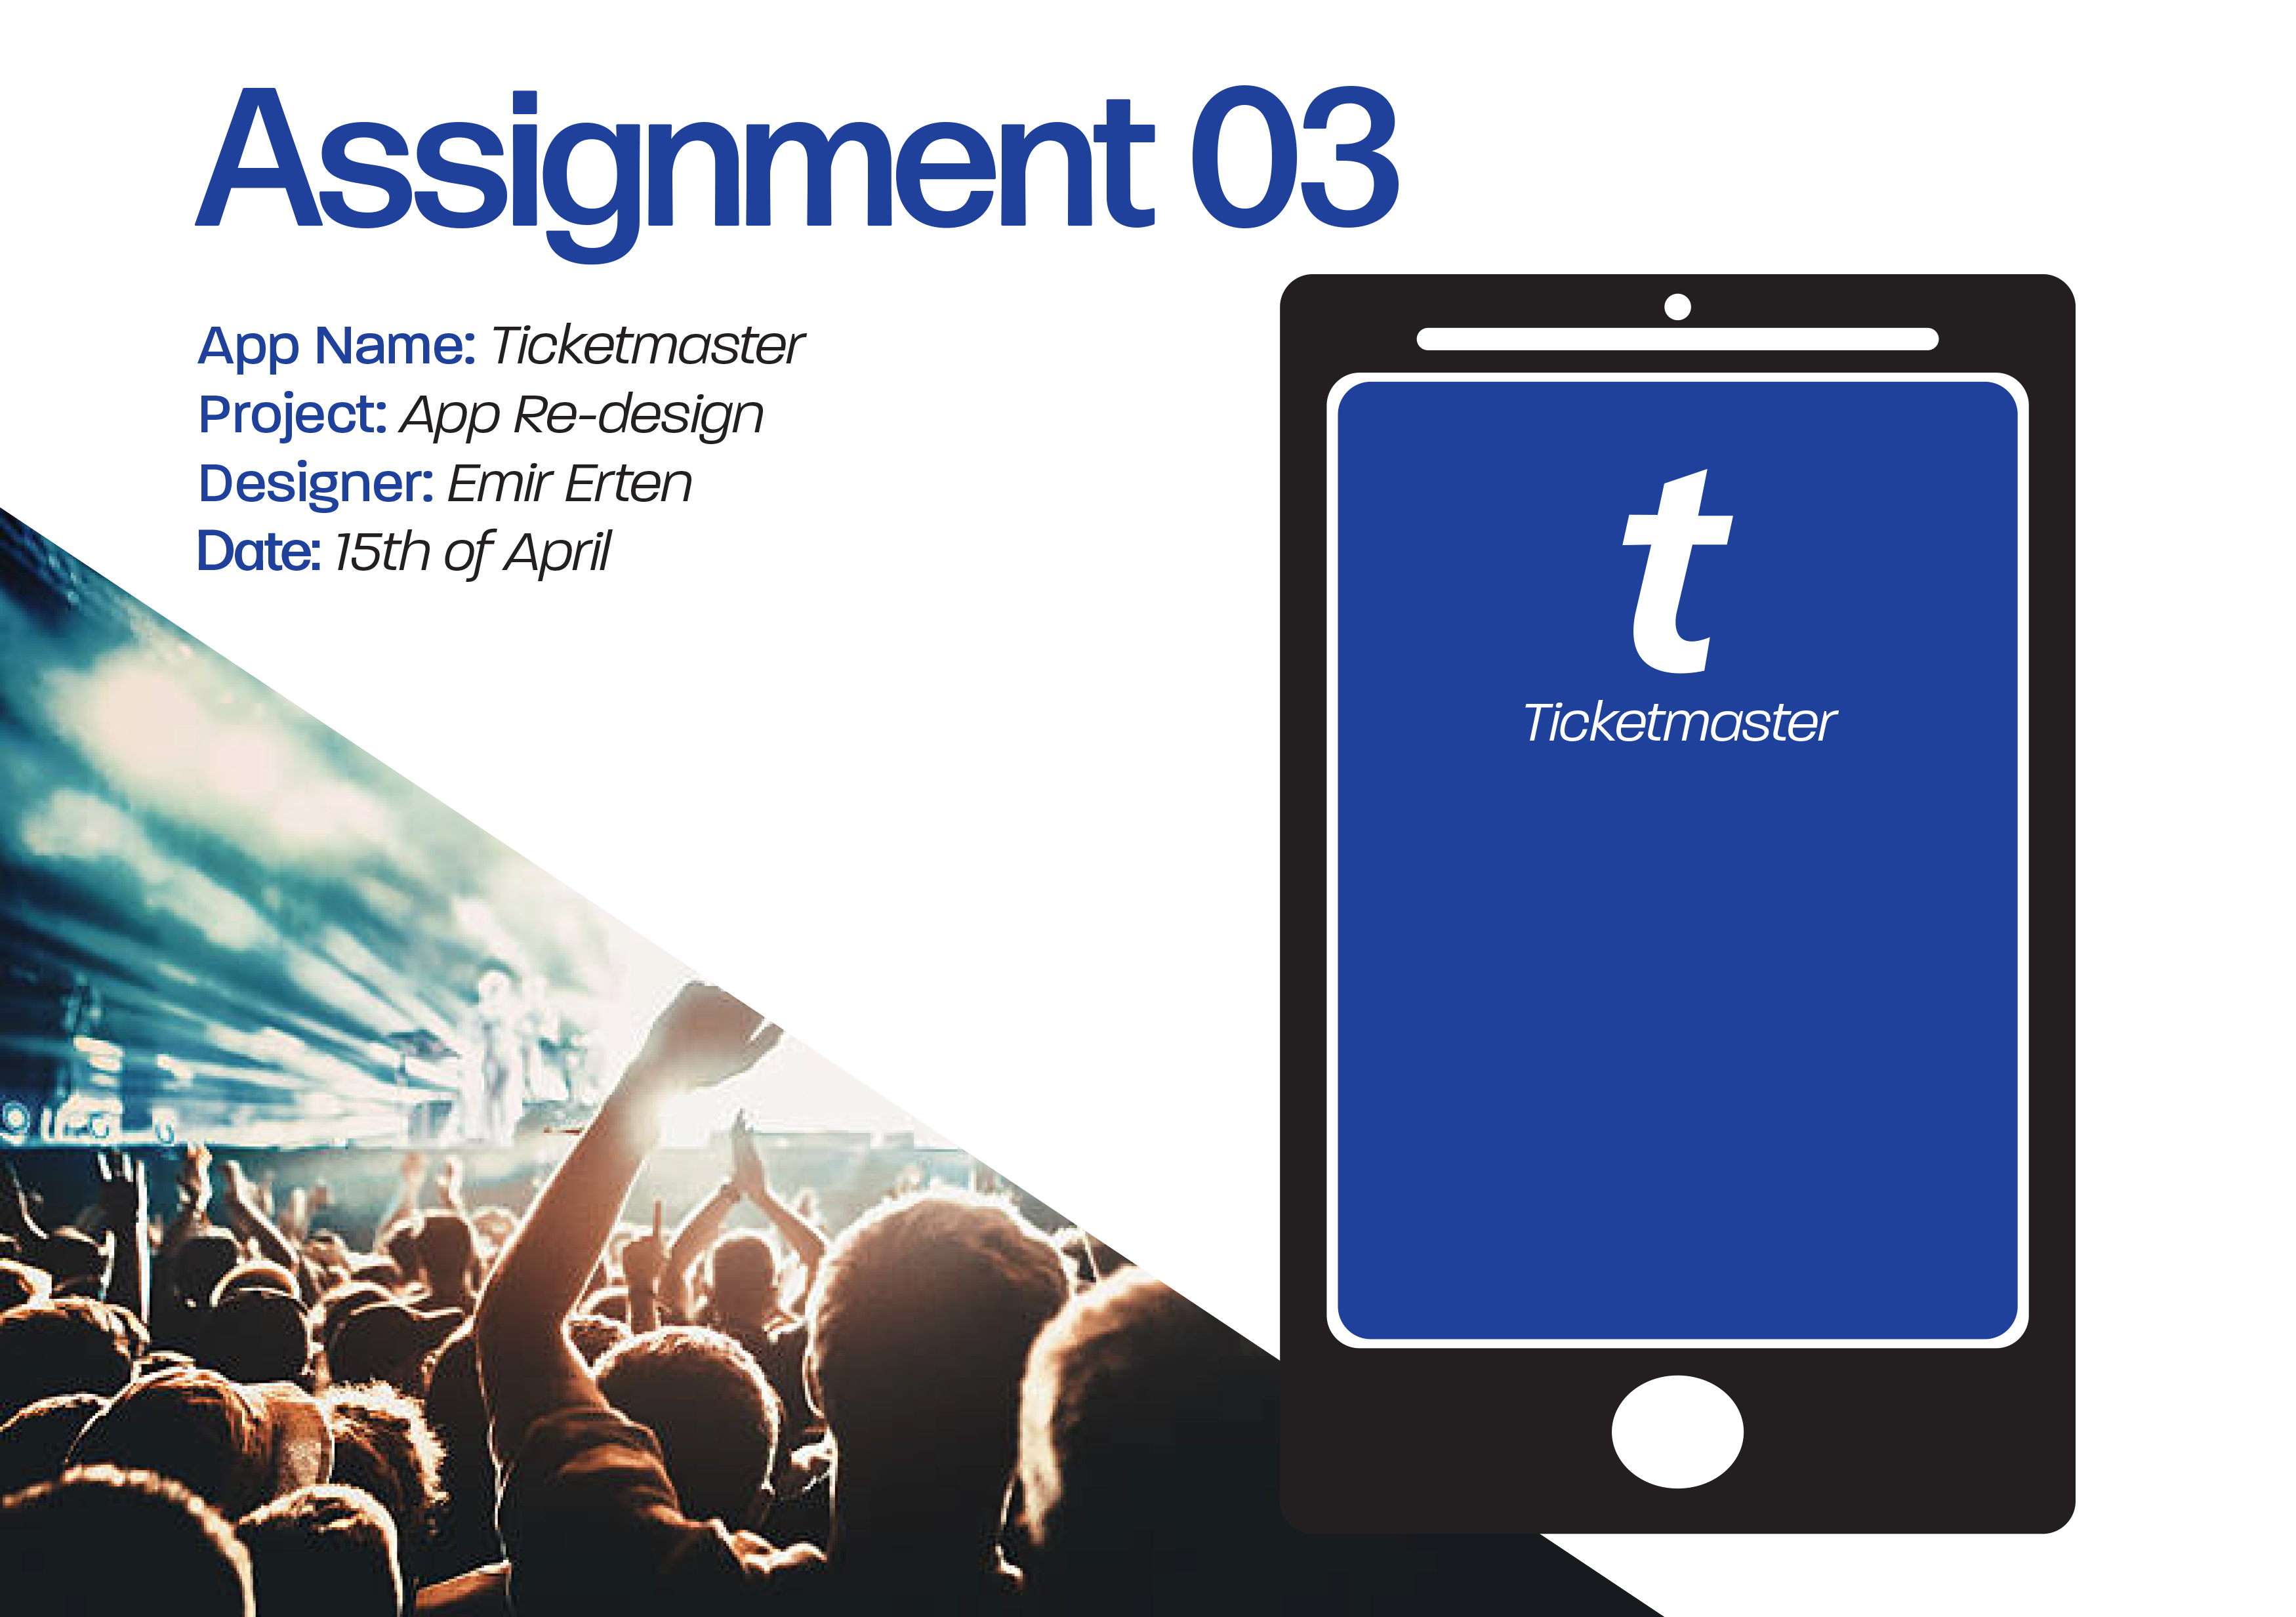 Assignment 03
App Name: Ticketmaster
Project: App Re-design
Designer: Emir Erten
Date: 15th of April
t
Ticketmaster